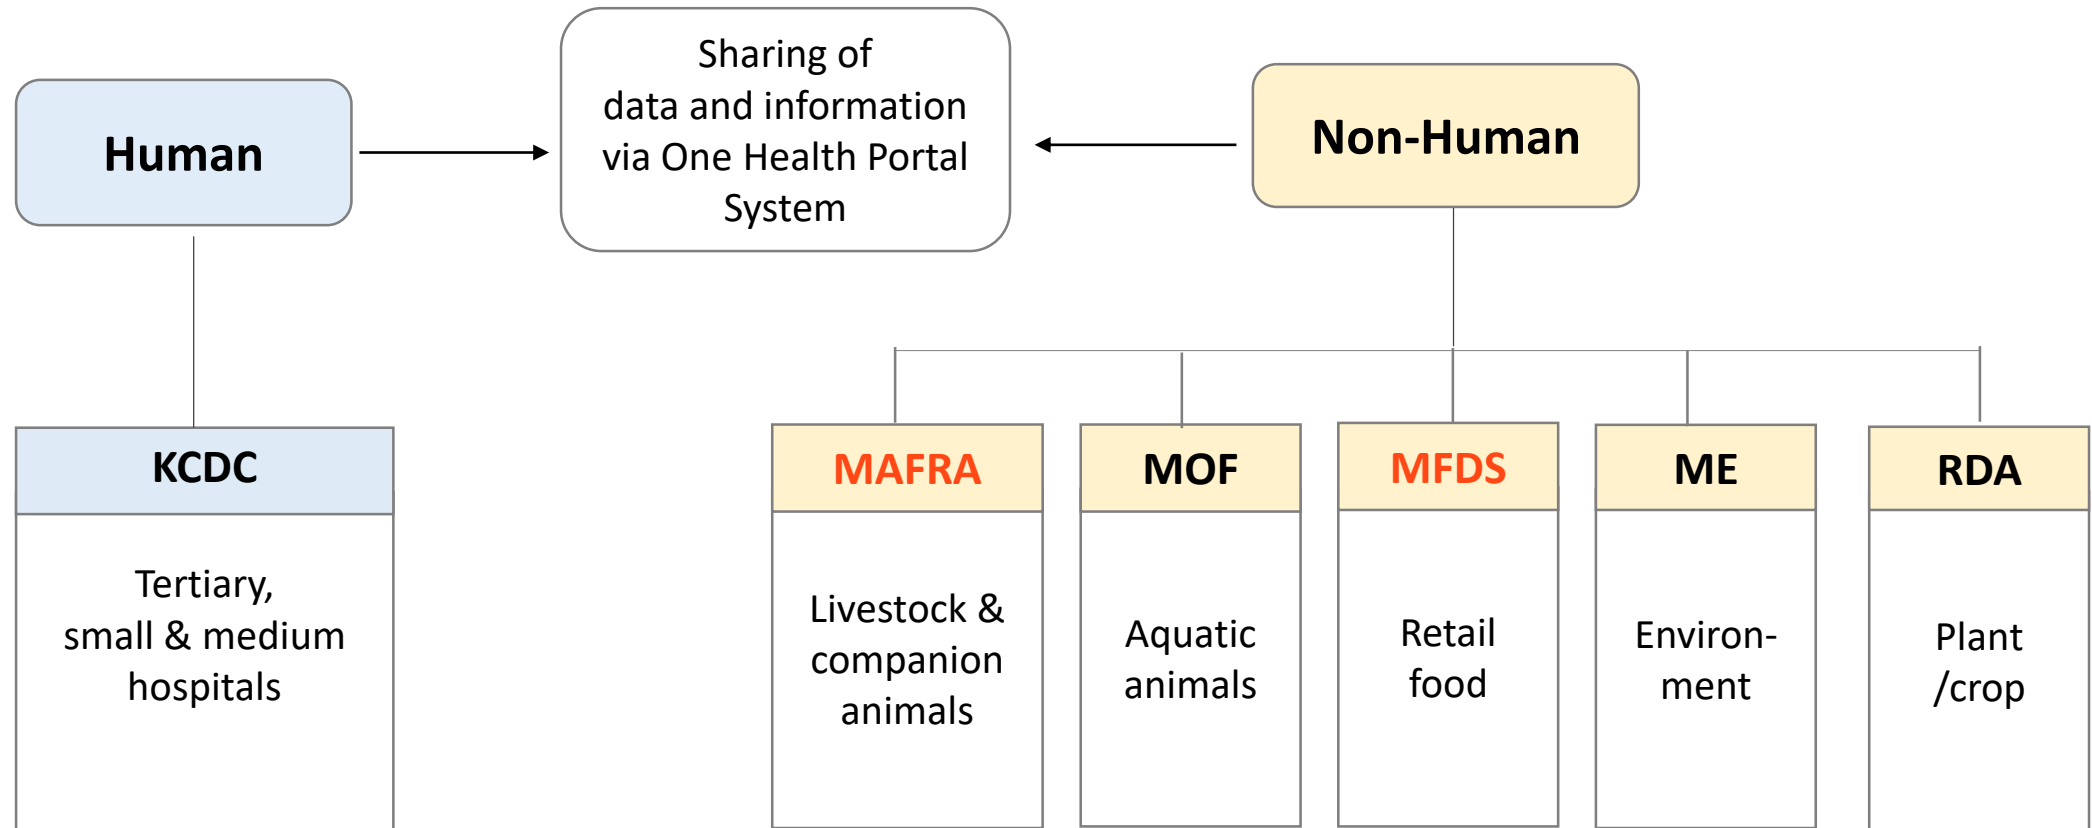 Human
Sharing of
data and information
via One Health Portal
System
Non-Human
KCDC
Tertiary,
small & medium
hospitals
MAFRA
Livestock &
companion
animals
MOF
Aquatic
animals
MFDS
Retail
food
ME
Environ-
ment
RDA
Plant
/crop